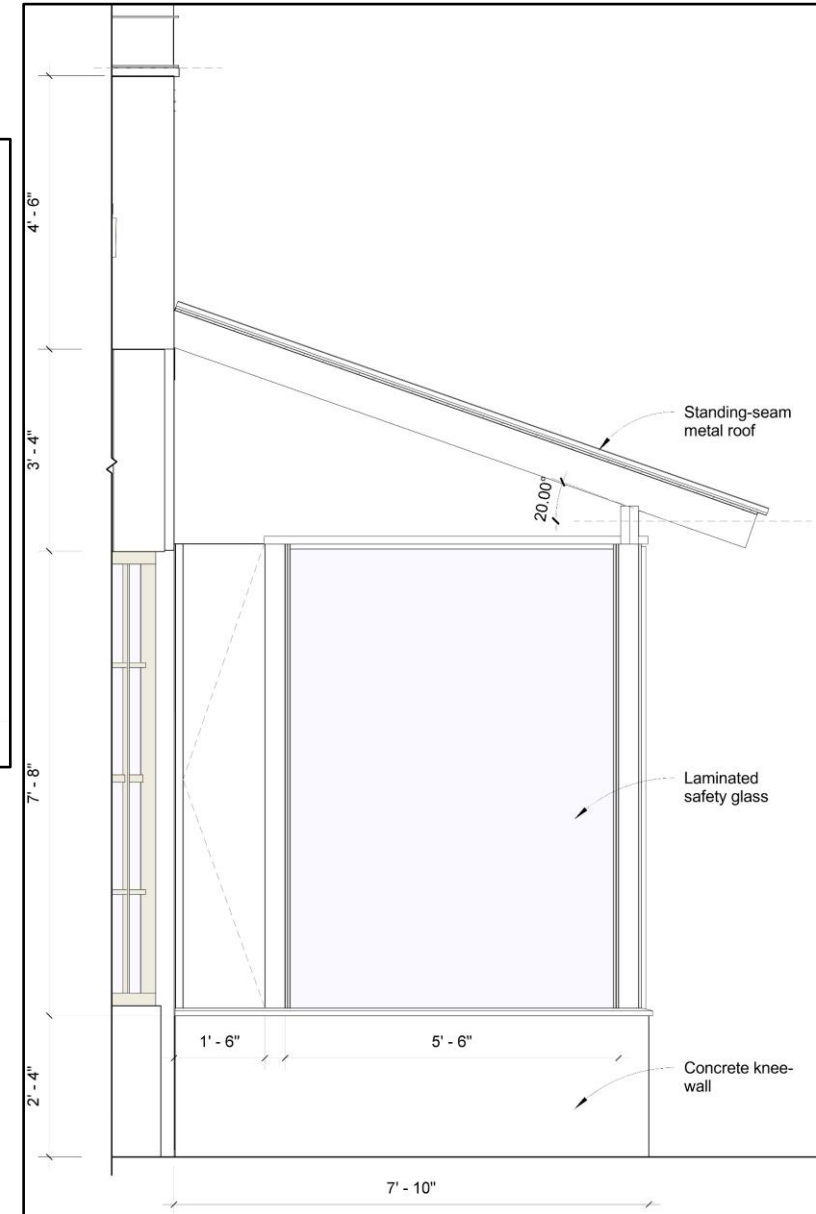 4' - 6"
3' - 4"
Standing-seam
metal roof
20.00°
7' - 8"
Laminated
safety glass
1' - 6"
5' - 6"
2' - 4"
Concrete knee-
wall
7' - 10"